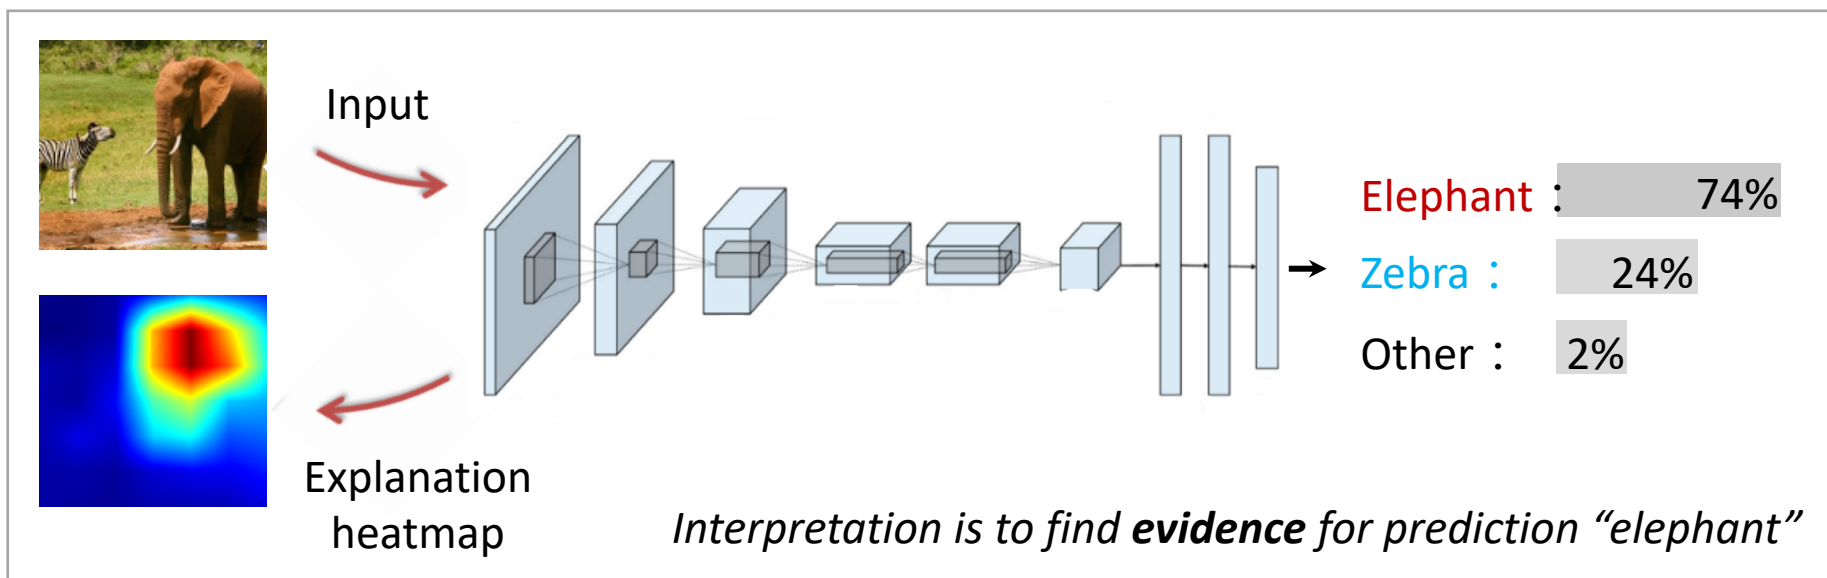 Input
Elephant : 74%
Zebra : 24%
Other : 2%
Explanation
heatmap
Interpretation is to find evidence for prediction “elephant”